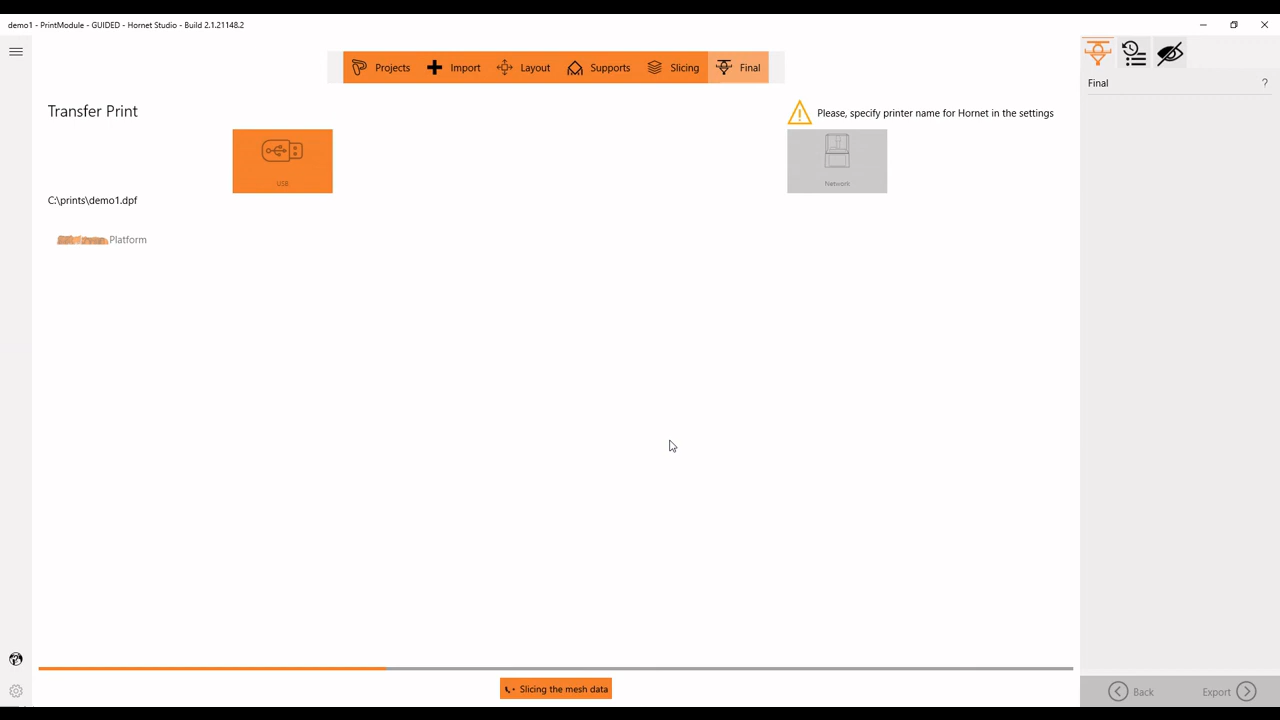 demo1 - PrintModule - GUIDED - Hornet Studio - Build 2.1.21148.2
Projects Import Layout Supports Slicing Final
Final ?
Transfer Print
Please, specify printer name for Hornet in the settings
USB
Network
C:\prints\demo1.dpf
Platform
Slicing the mesh data
Back Export